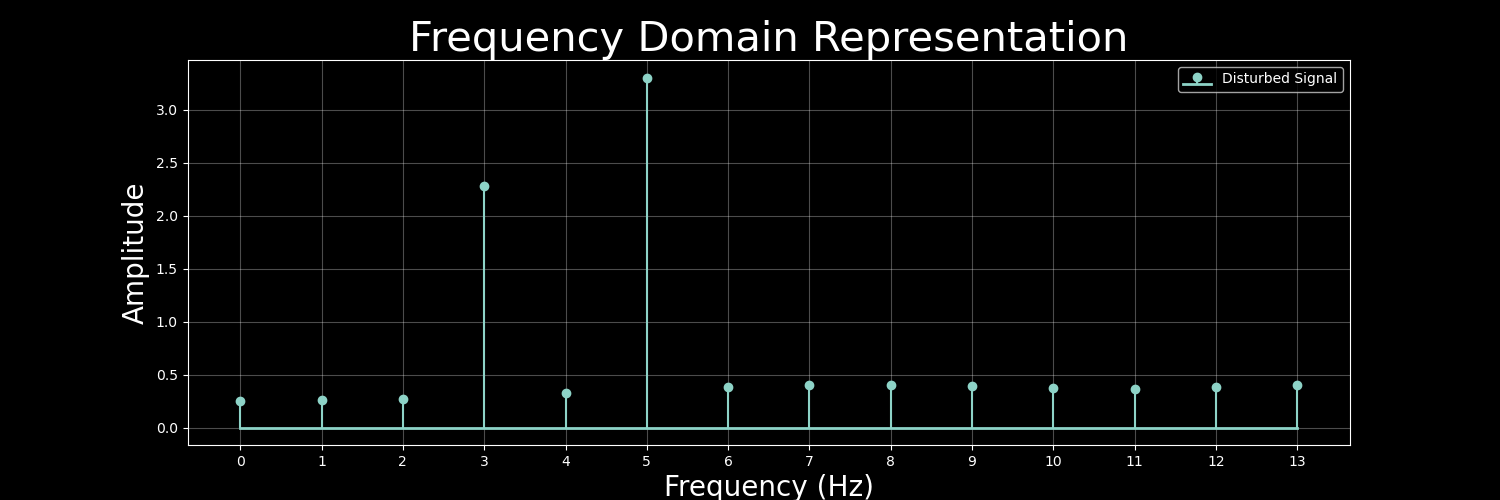 Frequency Domain Representation
Disturbed Signal
3.0
2.5
2.0
1.5
1.0
0.5
0.0
Amplitude
0 1 2 3 4 5 6 7 8 9 10 11 12 13
Frequency (Hz)